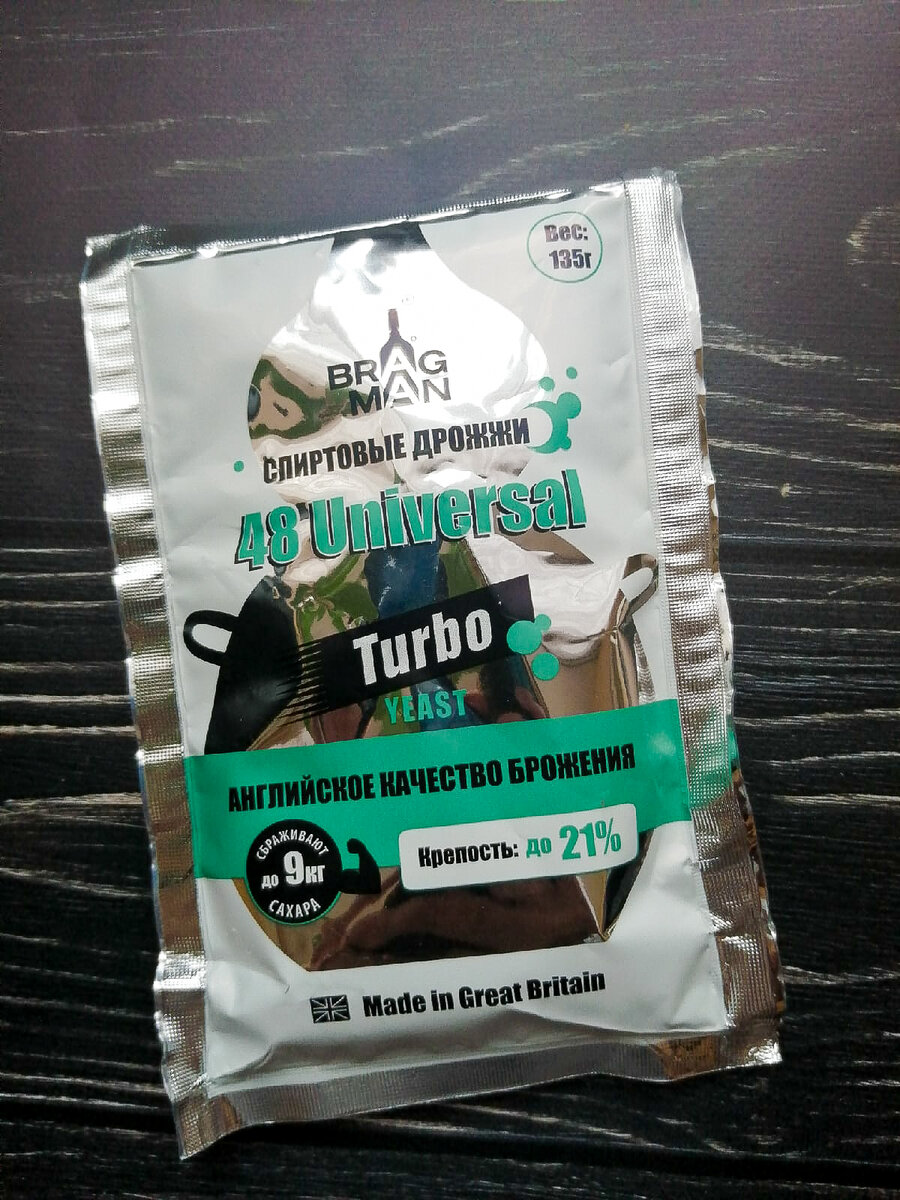 Вес:
135г
BRAG
MAN
СПИРТОВЫЕ ДРОЖЖИ
48 Universal
Turbo
YEAST
АНГЛИЙСКОЕ КАЧЕСТВО БРОЖЕНИЯ
СБРАЖИВАЮТ
до 9кг
САХАРА
Крепость: до 21%
Made in Great Britain